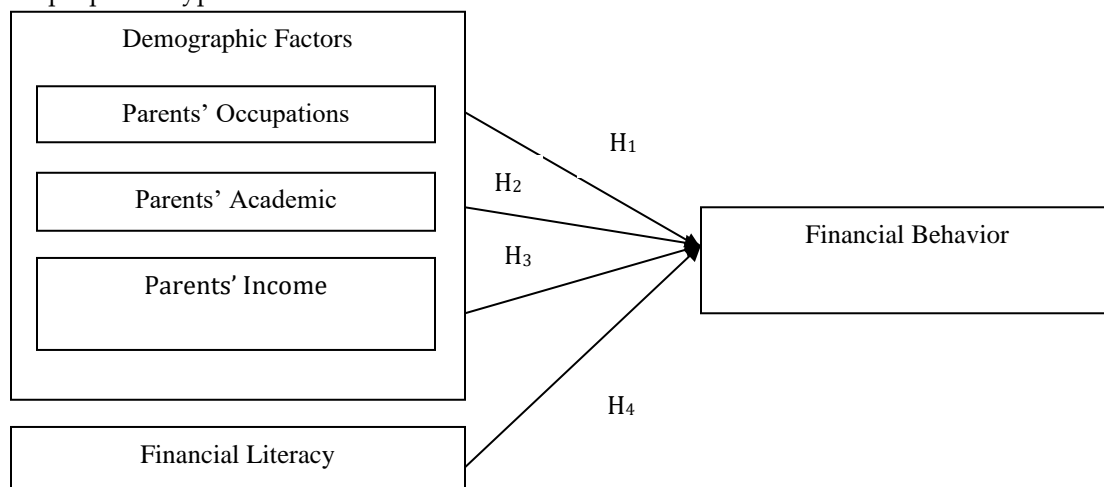 Demographic Factors
Parents’ Occupations
H1
Parents’ Academic
H2
Financial Behavior
H3
Parents’ Income
H4
Financial Literacy